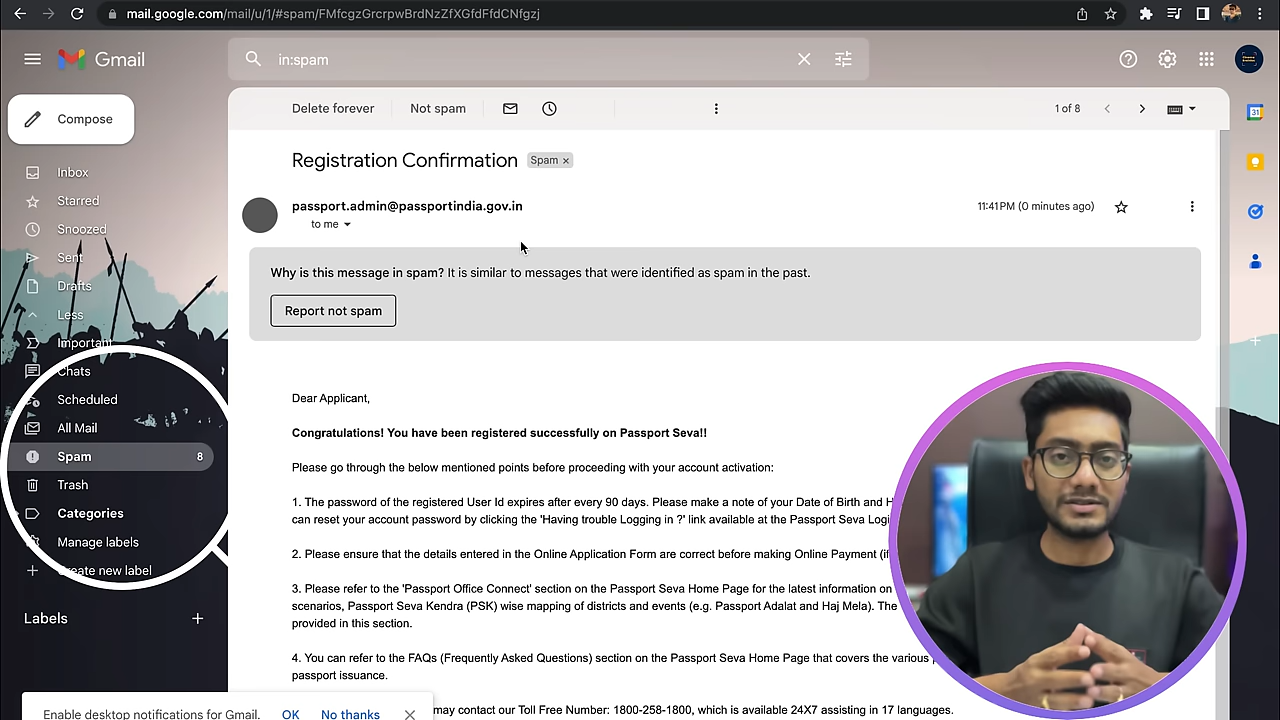 mail.google.com/mail/u/1/#spam/FMfcgzGrcrpwBrdNzZfXGfdFfdCNfgzj
Gmail
in:spam
Compose
Inbox
Starred
Snoozed
Sent
Drafts
Less
Important
Chats
Scheduled
All Mail
Spam 8
Trash
Categories
Manage labels
Create new label
Labels
Delete forever Not spam 1 of 8
Registration Confirmation Spam x
passport.admin@passportindia.gov.in 11:41 PM (0 minutes ago)
to me
Why is this message in spam? It is similar to messages that were identified as spam in the past.
Report not spam
Dear Applicant,
Congratulations! You have been registered successfully on Passport Seva!!
Please go through the below mentioned points before proceeding with your account activation:
1. The password of the registered User Id expires after every 90 days. Please make a note of your Date of Birth and
can reset your account password by clicking the 'Having trouble Logging in ?' link available at the Passport Seva
2. Please ensure that the details entered in the Online Application Form are correct before making Online Payment
3. Please refer to the 'Passport Office Connect' section on the Passport Seva Home Page for the latest information on
scenarios, Passport Seva Kendra (PSK) wise mapping of districts and events (e.g. Passport Adalat and Haj Mela). The
provided in this section.
4. You can refer to the FAQs (Frequently Asked Questions) section on the Passport Seva Home Page that covers the various
passport issuance.
may contact our Toll Free Number: 1800-258-1800, which is available 24X7 assisting in 17 languages.
Enable desktop notifications for Gmail. OK No thanks
31